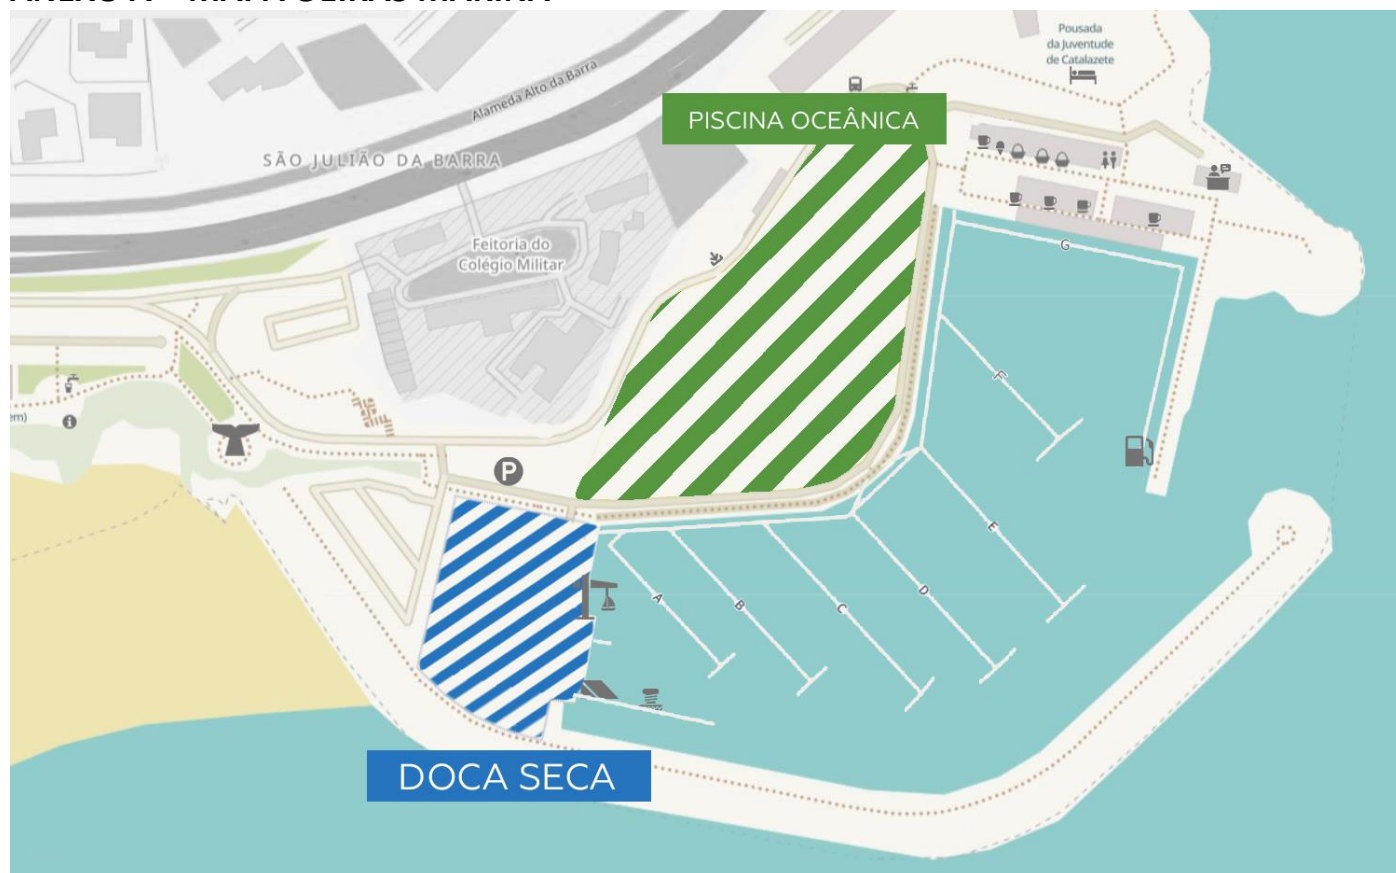 Pousada
da Juventude
de Catalazete
Alameda Alto da Barra
PISCINA OCEÂNICA
SÃO JULIÃO DA BARRA
Feitoria do
Colégio Militar
G
F
P
E
D
C
B
A
DOCA SECA